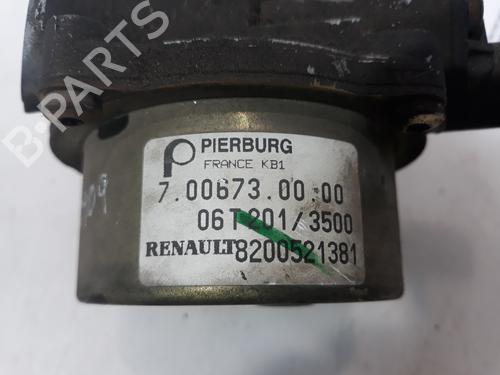 B-PARTS
PIERBURG
FRANCE KB1
7.00673.00.00
06T201/3500
RENAULT 8200521381